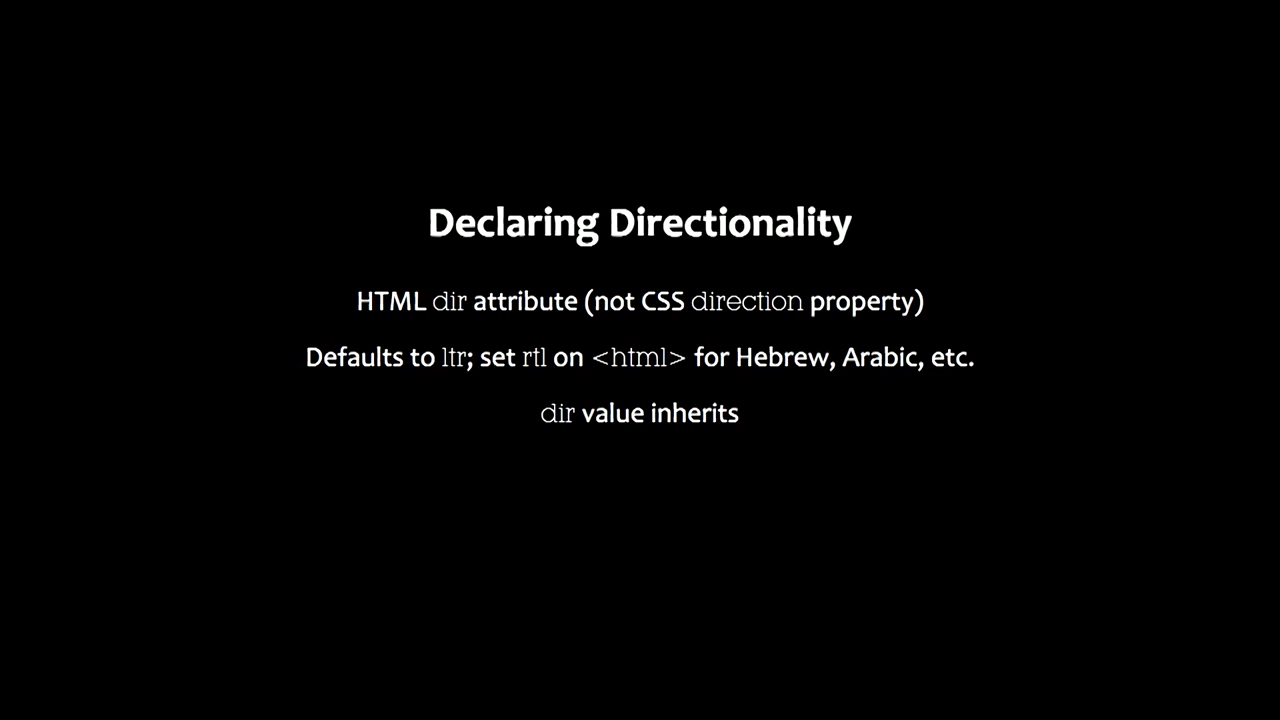 Declaring Directionality
HTML dir attribute (not CSS direction property)
Defaults to ltr; set rtl on <html> for Hebrew, Arabic, etc.
dir value inherits